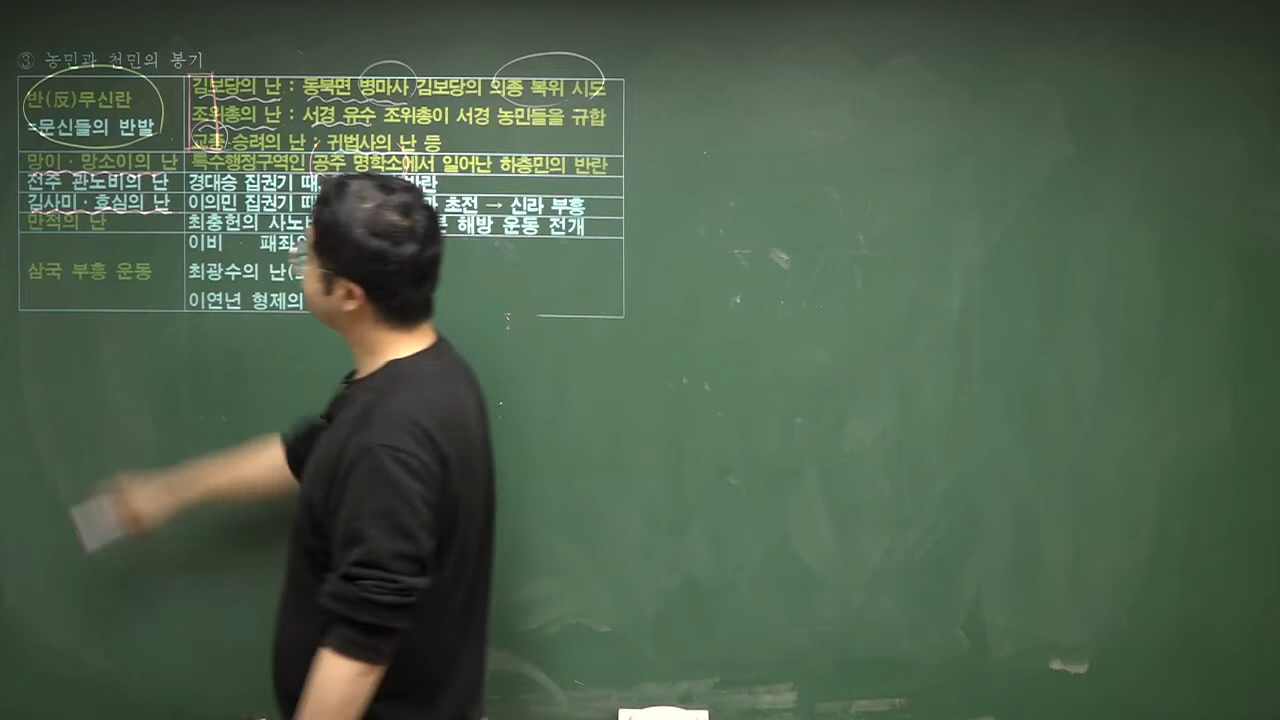 ③ 농민과 천민의 봉기
반(反)무신란
=문신들의 반발
김보당의 난 : 동북면 병마사 김보당의 의종 복위 시도
조위총의 난 : 서경 유수 조위총이 서경 농민들을 규합
교종 승려의 난 : 귀법사의 난 등
망이·망소이의 난 특수행정구역인 공주 명학소에서 일어난 하층민의 반란
전주 관노비의 난 경대승 집권기 때 반란
김사미·효심의 난 이의민 집권기 초전 → 신라 부흥
만적의 난 최충헌의 해방 운동 전개
삼국 부흥 운동
이비 패좌의
최광수의 난(
이연년 형제의